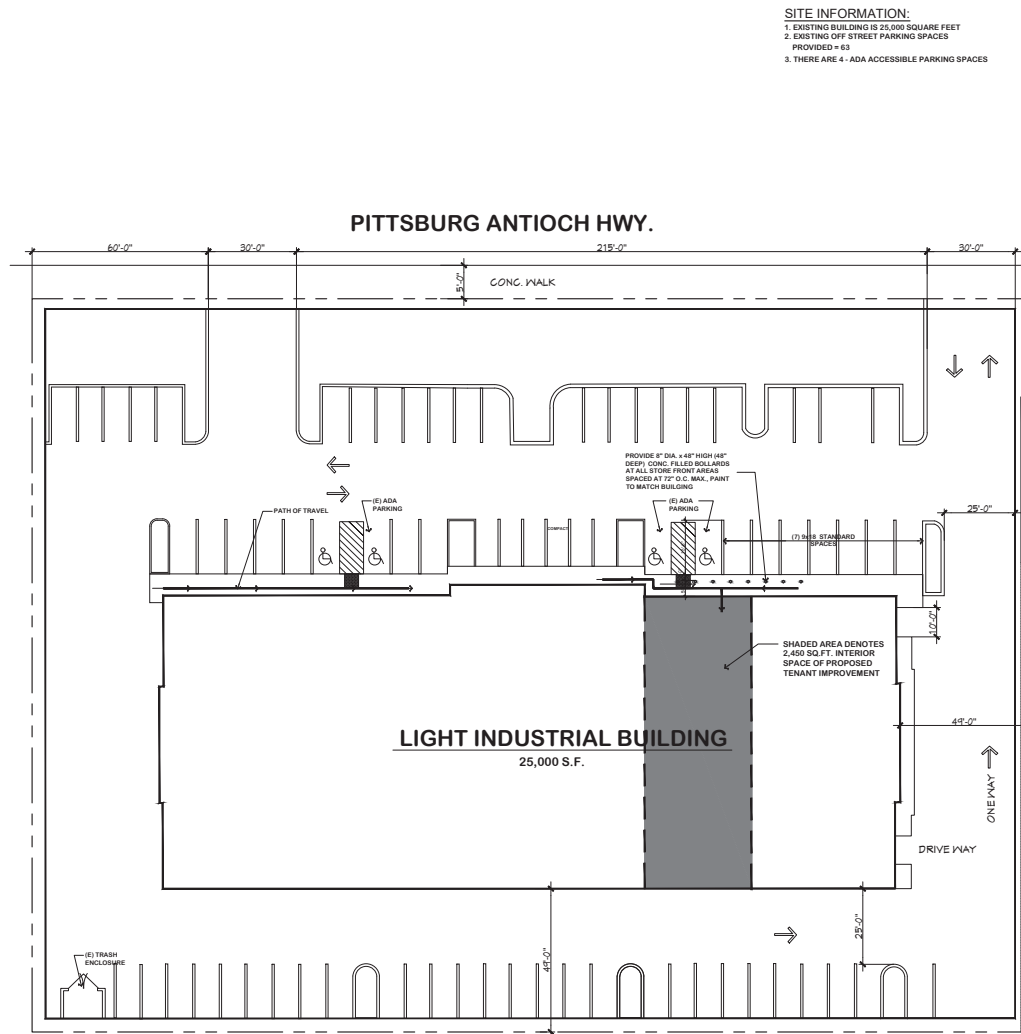 SITE INFORMATION:
1. EXISTING BUILDING IS 25,000 SQUARE FEET
2. EXISTING OFF STREET PARKING SPACES
PROVIDED = 63
3. THERE ARE 4 - ADA ACCESSIBLE PARKING SPACES
PITTSBURG ANTIOCH HWY.
60'-0"
30'-0"
215'-0"
30'-0"
5'-0"
CONC. WALK
PROVIDE 8" DIA. x 48" HIGH (48"
DEEP) CONC. FILLED BOLLARDS
AT ALL STORE FRONT AREAS
SPACED AT 72" O.C. MAX., PAINT
TO MATCH BUILGING
PATH OF TRAVEL
(E) ADA
PARKING
(E) ADA
PARKING
25'-0"
COMPACT
(7) 9x18 STANDARD
SPACES
10'-0"
SHADED AREA DENOTES
2,450 SQ.FT. INTERIOR
SPACE OF PROPOSED
TENANT IMPROVEMENT
LIGHT INDUSTRIAL BUILDING
25,000 S.F.
49'-0"
ONE WAY
DRIVE WAY
25'-0"
(E) TRASH
ENCLOSURE
49'-0"